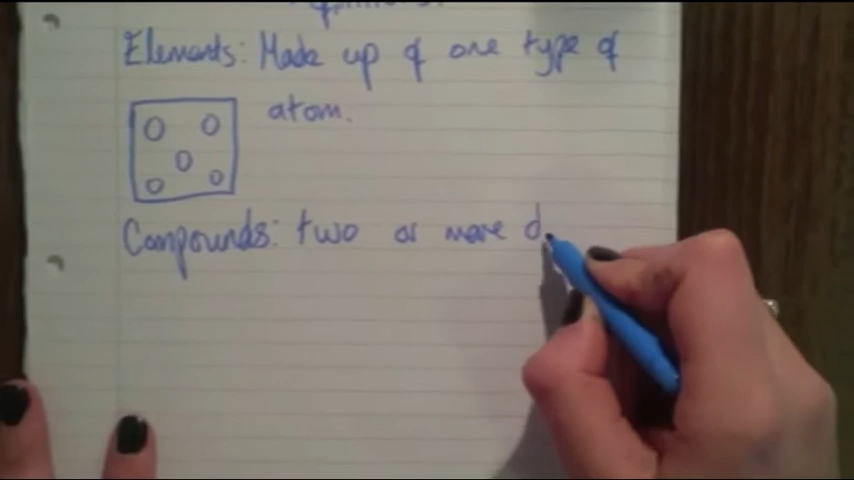 Elements: Made up of one type of
atom.
Compounds: two or more d